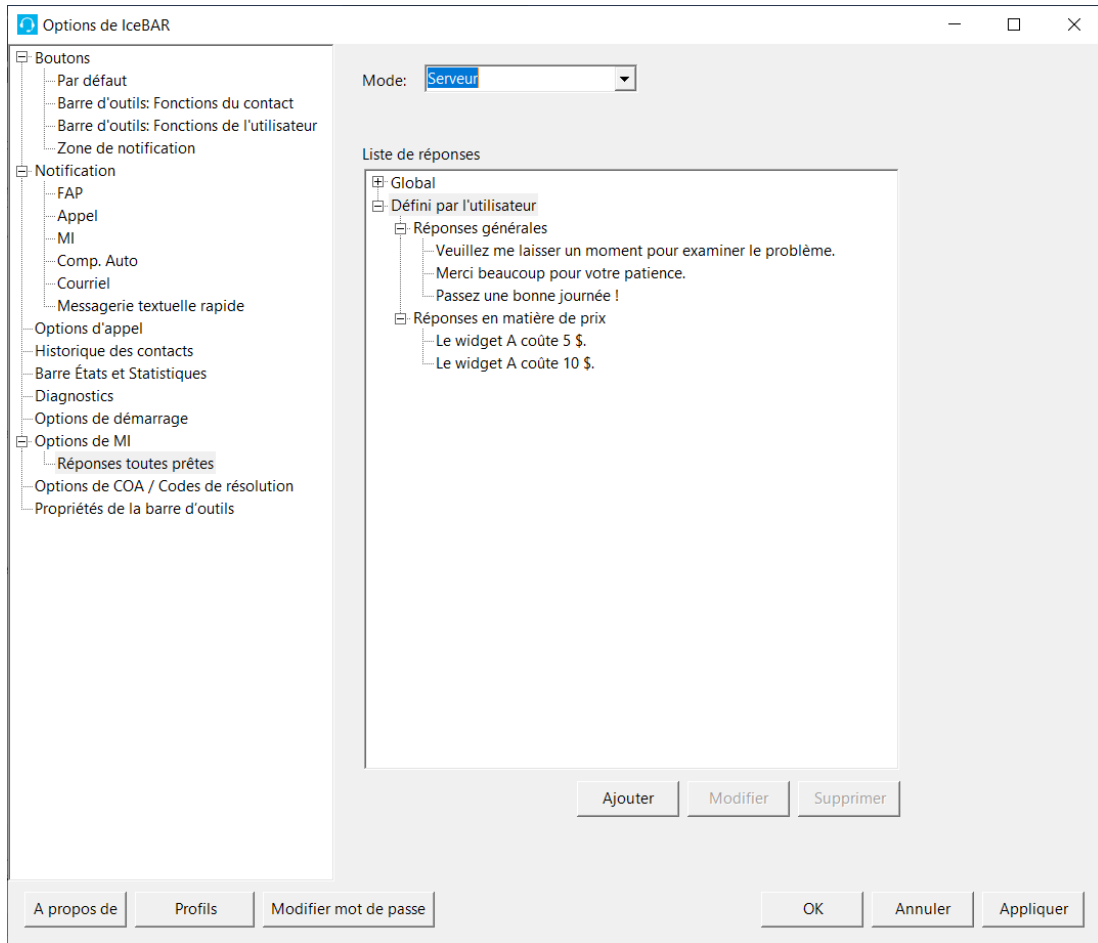 Options de IceBAR
Boutons
Par défaut
Barre d'outils: Fonctions du contact
Barre d'outils: Fonctions de l'utilisateur
Zone de notification
Notification
FAP
Appel
MI
Comp. Auto
Courriel
Messagerie textuelle rapide
Options d'appel
Historique des contacts
Barre États et Statistiques
Diagnostics
Options de démarrage
Options de MI
Réponses toutes prêtes
Options de COA / Codes de résolution
Propriétés de la barre d'outils
Mode: Serveur
Liste de réponses
Global
Défini par l'utilisateur
Réponses générales
Veuillez me laisser un moment pour examiner le problème.
Merci beaucoup pour votre patience.
Passez une bonne journée !
Réponses en matière de prix
Le widget A coûte 5 $.
Le widget A coûte 10 $.
Ajouter Modifier Supprimer
A propos de Profils Modifier mot de passe OK Annuler Appliquer